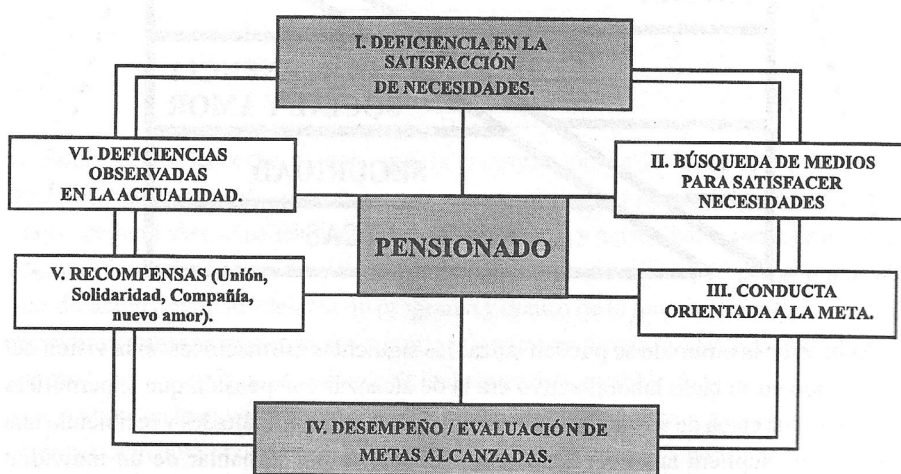 I. DEFICIENCIA EN LA
SATISFACCIÓN
DE NECESIDADES.
VI. DEFICIENCIAS
OBSERVADAS
EN LA ACTUALIDAD.
II. BÚSQUEDA DE MEDIOS
PARA SATISFACER
NECESIDADES
PENSIONADO
V. RECOMPENSAS (Unión,
Solidaridad, Compañía,
nuevo amor).
III. CONDUCTA
ORIENTADA A LA META.
IV. DESEMPEÑO / EVALUACIÓN DE
METAS ALCANZADAS.